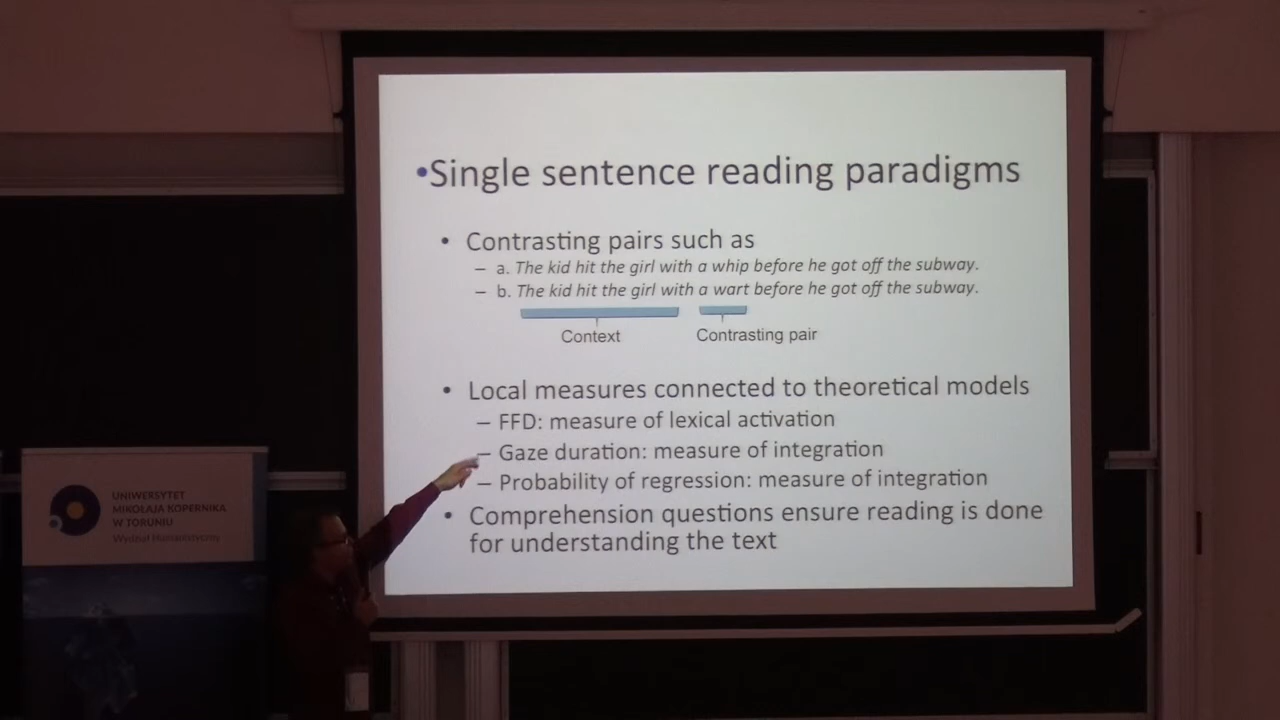 •Single sentence reading paradigms
• Contrasting pairs such as
– a. The kid hit the girl with a whip before he got off the subway.
– b. The kid hit the girl with a wart before he got off the subway.
Context
Contrasting pair
• Local measures connected to theoretical models
– FFD: measure of lexical activation
– Gaze duration: measure of integration
– Probability of regression: measure of integration
• Comprehension questions ensure reading is done
for understanding the text
UNIWERSYTET
MIKOŁAJA KOPERNIKA
W TORUNIU
Wydział Humanistyczny